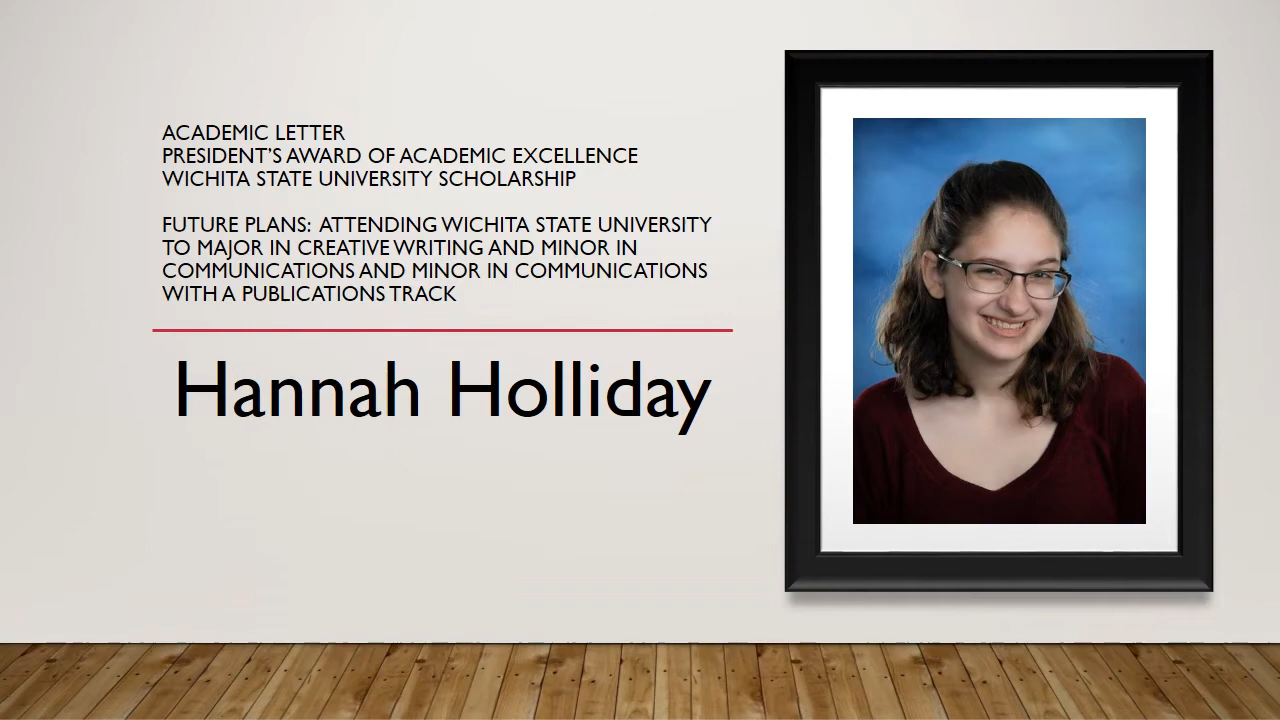 ACADEMIC LETTER
PRESIDENT'S AWARD OF ACADEMIC EXCELLENCE
WICHITA STATE UNIVERSITY SCHOLARSHIP
FUTURE PLANS: ATTENDING WICHITA STATE UNIVERSITY
TO MAJOR IN CREATIVE WRITING AND MINOR IN
COMMUNICATIONS AND MINOR IN COMMUNICATIONS
WITH A PUBLICATIONS TRACK
Hannah Holliday